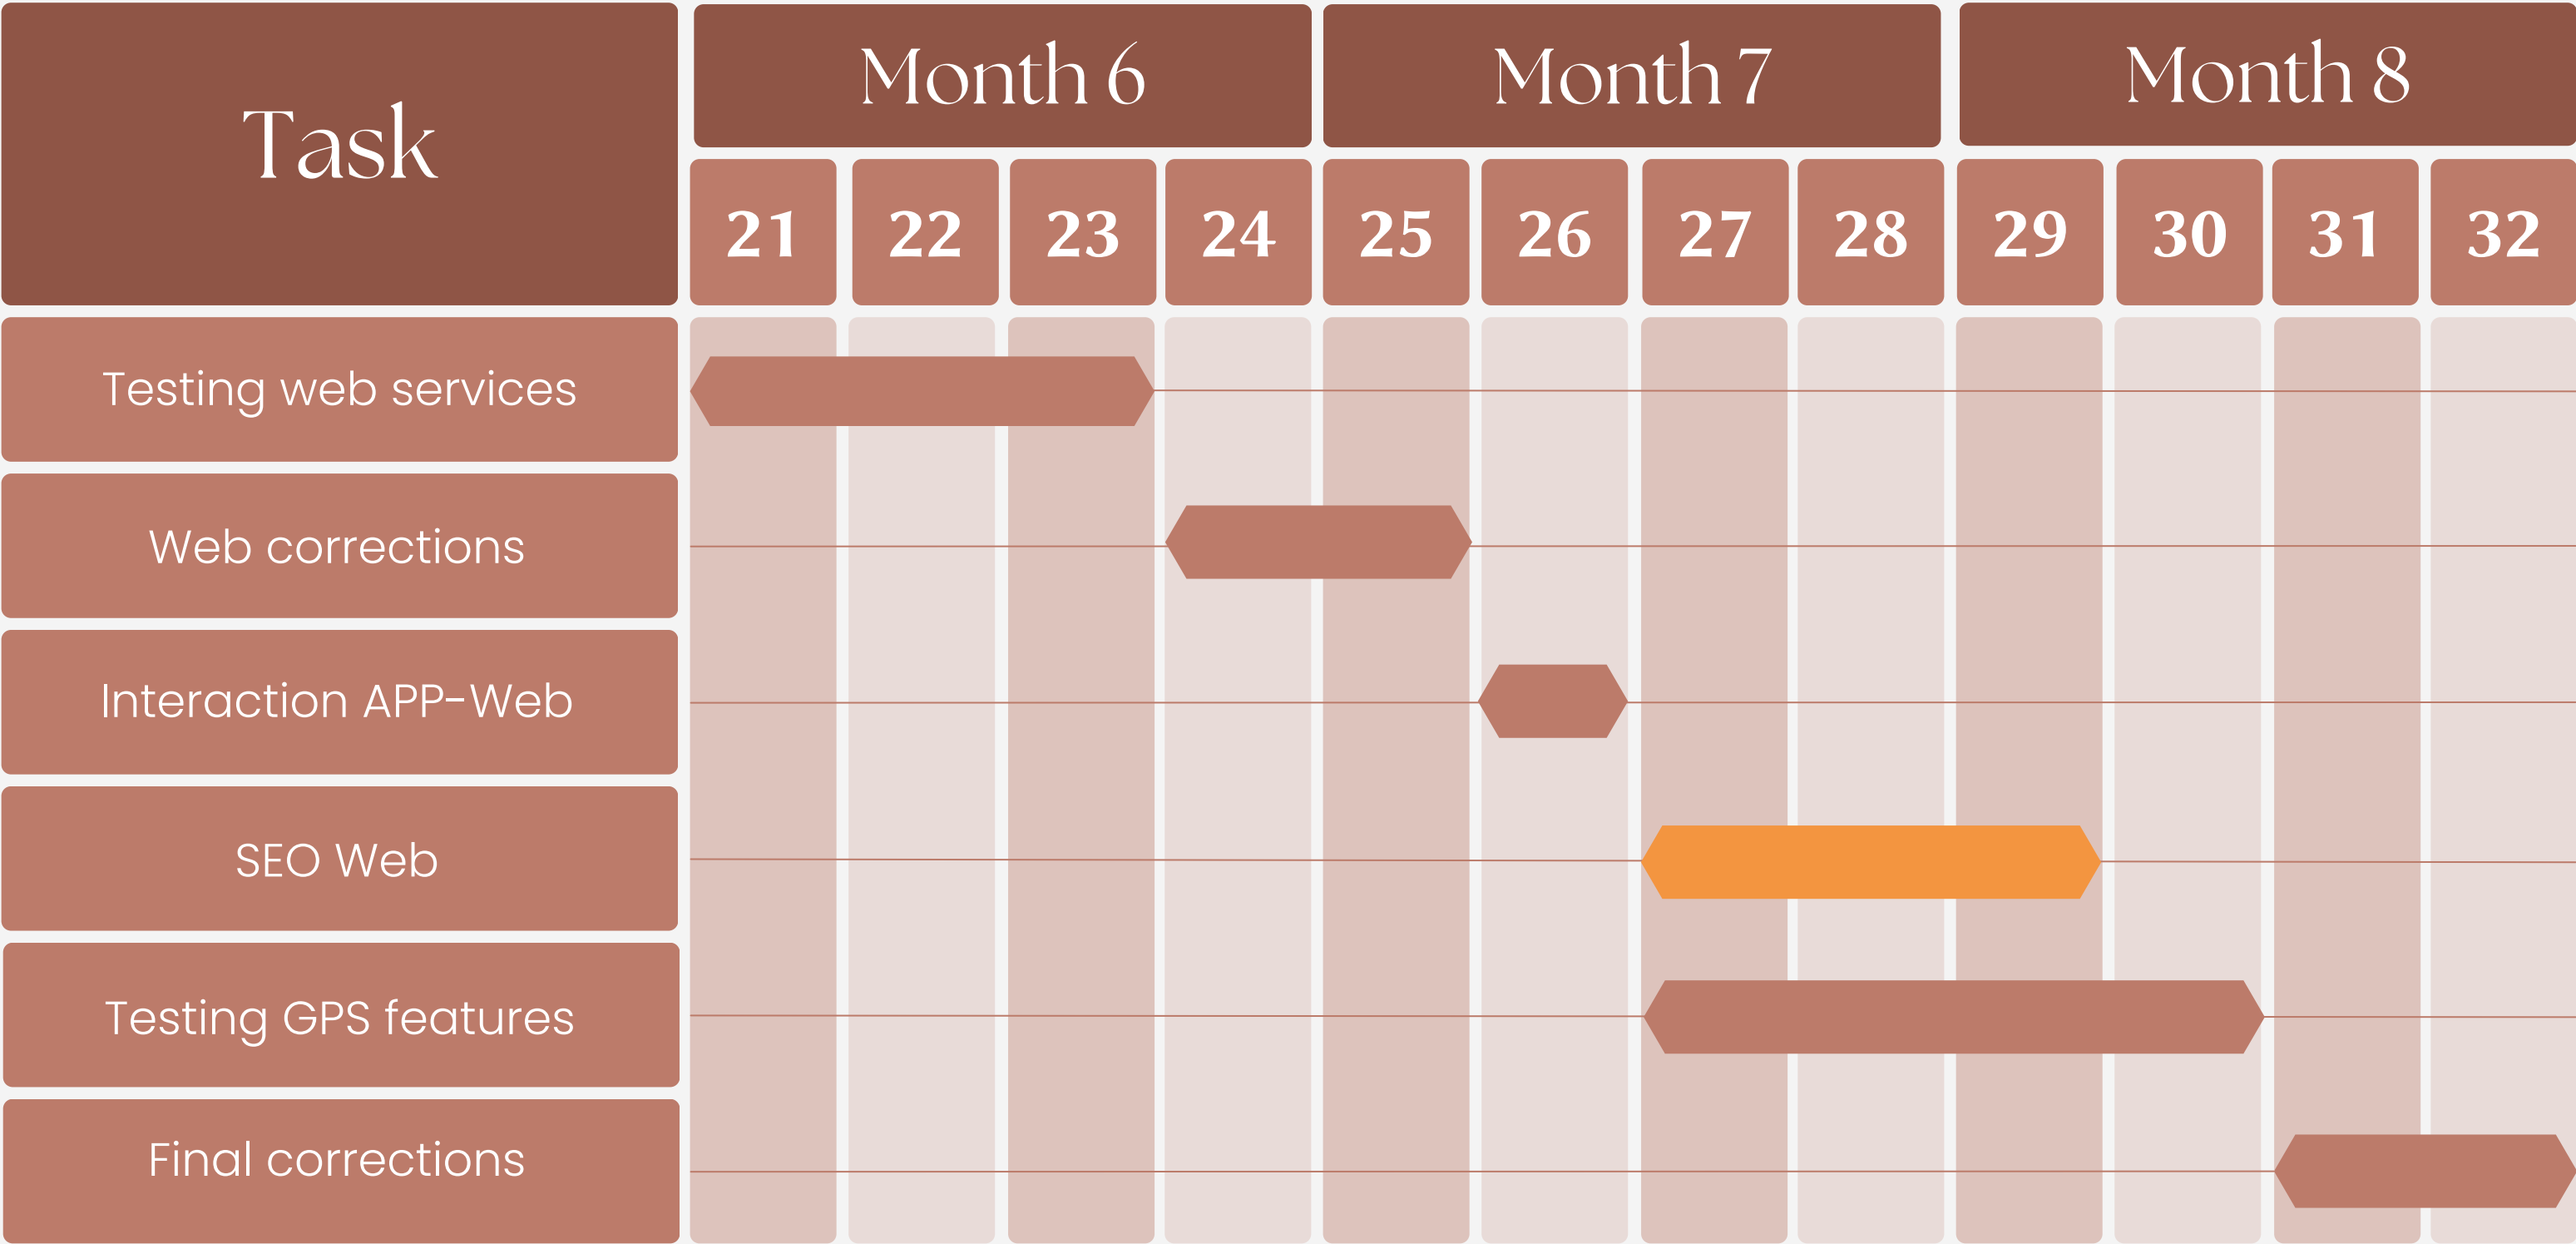 Task
Month 6
Month 7
Month 8
21 22 23 24 25 26 27 28 29 30 31 32
Testing web services
Web corrections
Interaction APP-Web
SEO Web
Testing GPS features
Final corrections